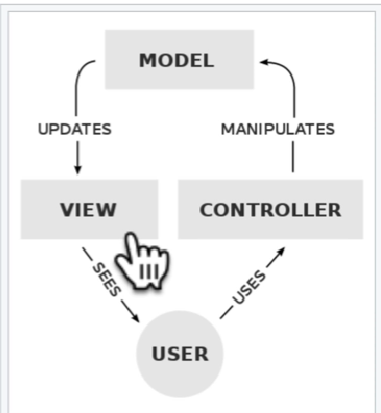 MODEL
UPDATES
MANIPULATES
VIEW
CONTROLLER
SEES
USES
USER